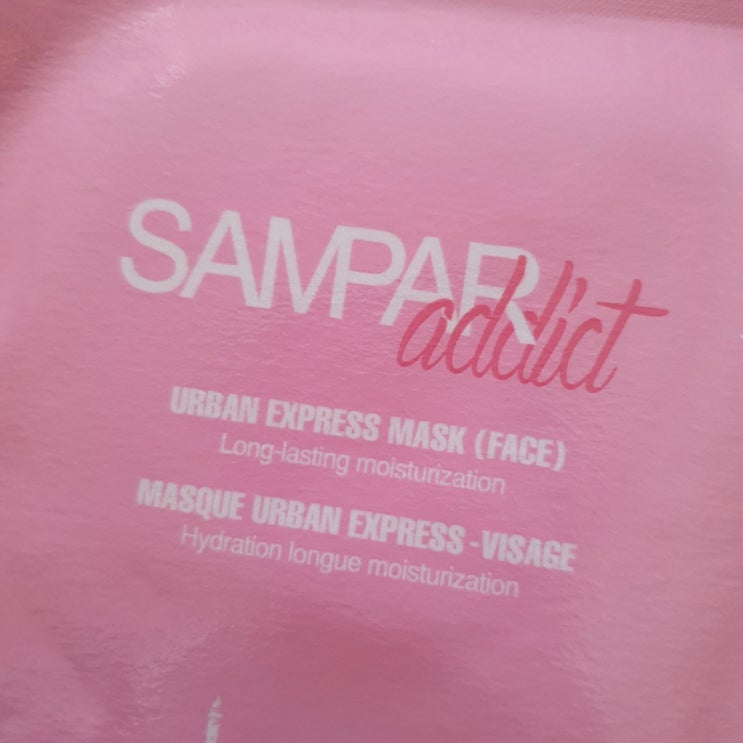 SAMPAR
addict
URBAN EXPRESS MASK (FACE)
Long-lasting moisturization
MASQUE URBAN EXPRESS -VISAGE
Hydration longue moisturization